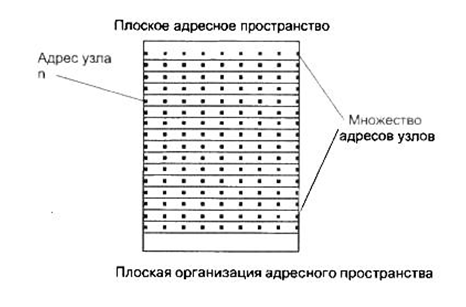 Плоское адресное пространство
Адрес узла
n
Множество
адресов узлов
Плоская организация адресного пространства